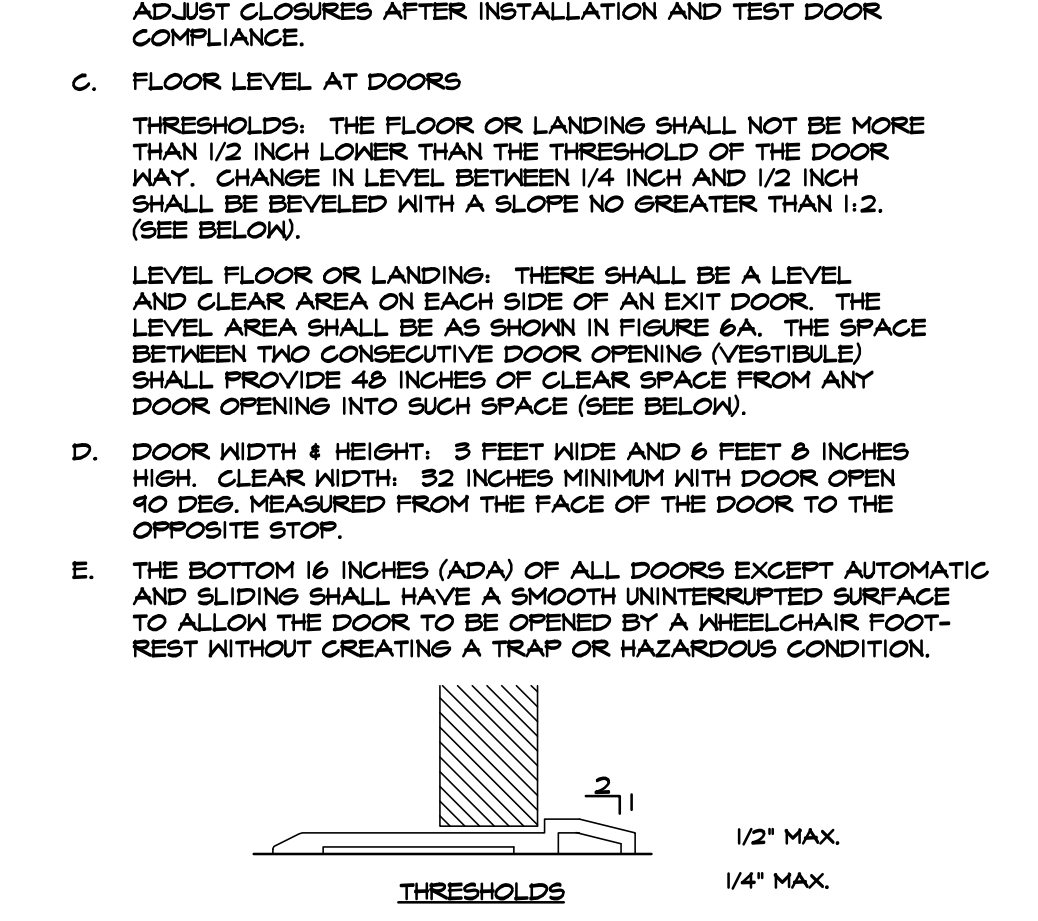 ADJUST CLOSURES AFTER INSTALLATION AND TEST DOOR
COMPLIANCE.
C. FLOOR LEVEL AT DOORS
THRESHOLDS: THE FLOOR OR LANDING SHALL NOT BE MORE
THAN 1/2 INCH LOWER THAN THE THRESHOLD OF THE DOOR
WAY. CHANGE IN LEVEL BETWEEN 1/4 INCH AND 1/2 INCH
SHALL BE BEVELED WITH A SLOPE NO GREATER THAN 1:2.
(SEE BELOW).
LEVEL FLOOR OR LANDING: THERE SHALL BE A LEVEL
AND CLEAR AREA ON EACH SIDE OF AN EXIT DOOR. THE
LEVEL AREA SHALL BE AS SHOWN IN FIGURE 6A. THE SPACE
BETWEEN TWO CONSECUTIVE DOOR OPENING (VESTIBULE)
SHALL PROVIDE 48 INCHES OF CLEAR SPACE FROM ANY
DOOR OPENING INTO SUCH SPACE (SEE BELOW).
D. DOOR WIDTH & HEIGHT: 3 FEET WIDE AND 6 FEET 8 INCHES
HIGH. CLEAR WIDTH: 32 INCHES MINIMUM WITH DOOR OPEN
90 DEG. MEASURED FROM THE FACE OF THE DOOR TO THE
OPPOSITE STOP.
E. THE BOTTOM 16 INCHES (ADA) OF ALL DOORS EXCEPT AUTOMATIC
AND SLIDING SHALL HAVE A SMOOTH UNINTERRUPTED SURFACE
TO ALLOW THE DOOR TO BE OPENED BY A WHEELCHAIR FOOT-
REST WITHOUT CREATING A TRAP OR HAZARDOUS CONDITION.
2
1
1/2" MAX.
1/4" MAX.
THRESHOLDS